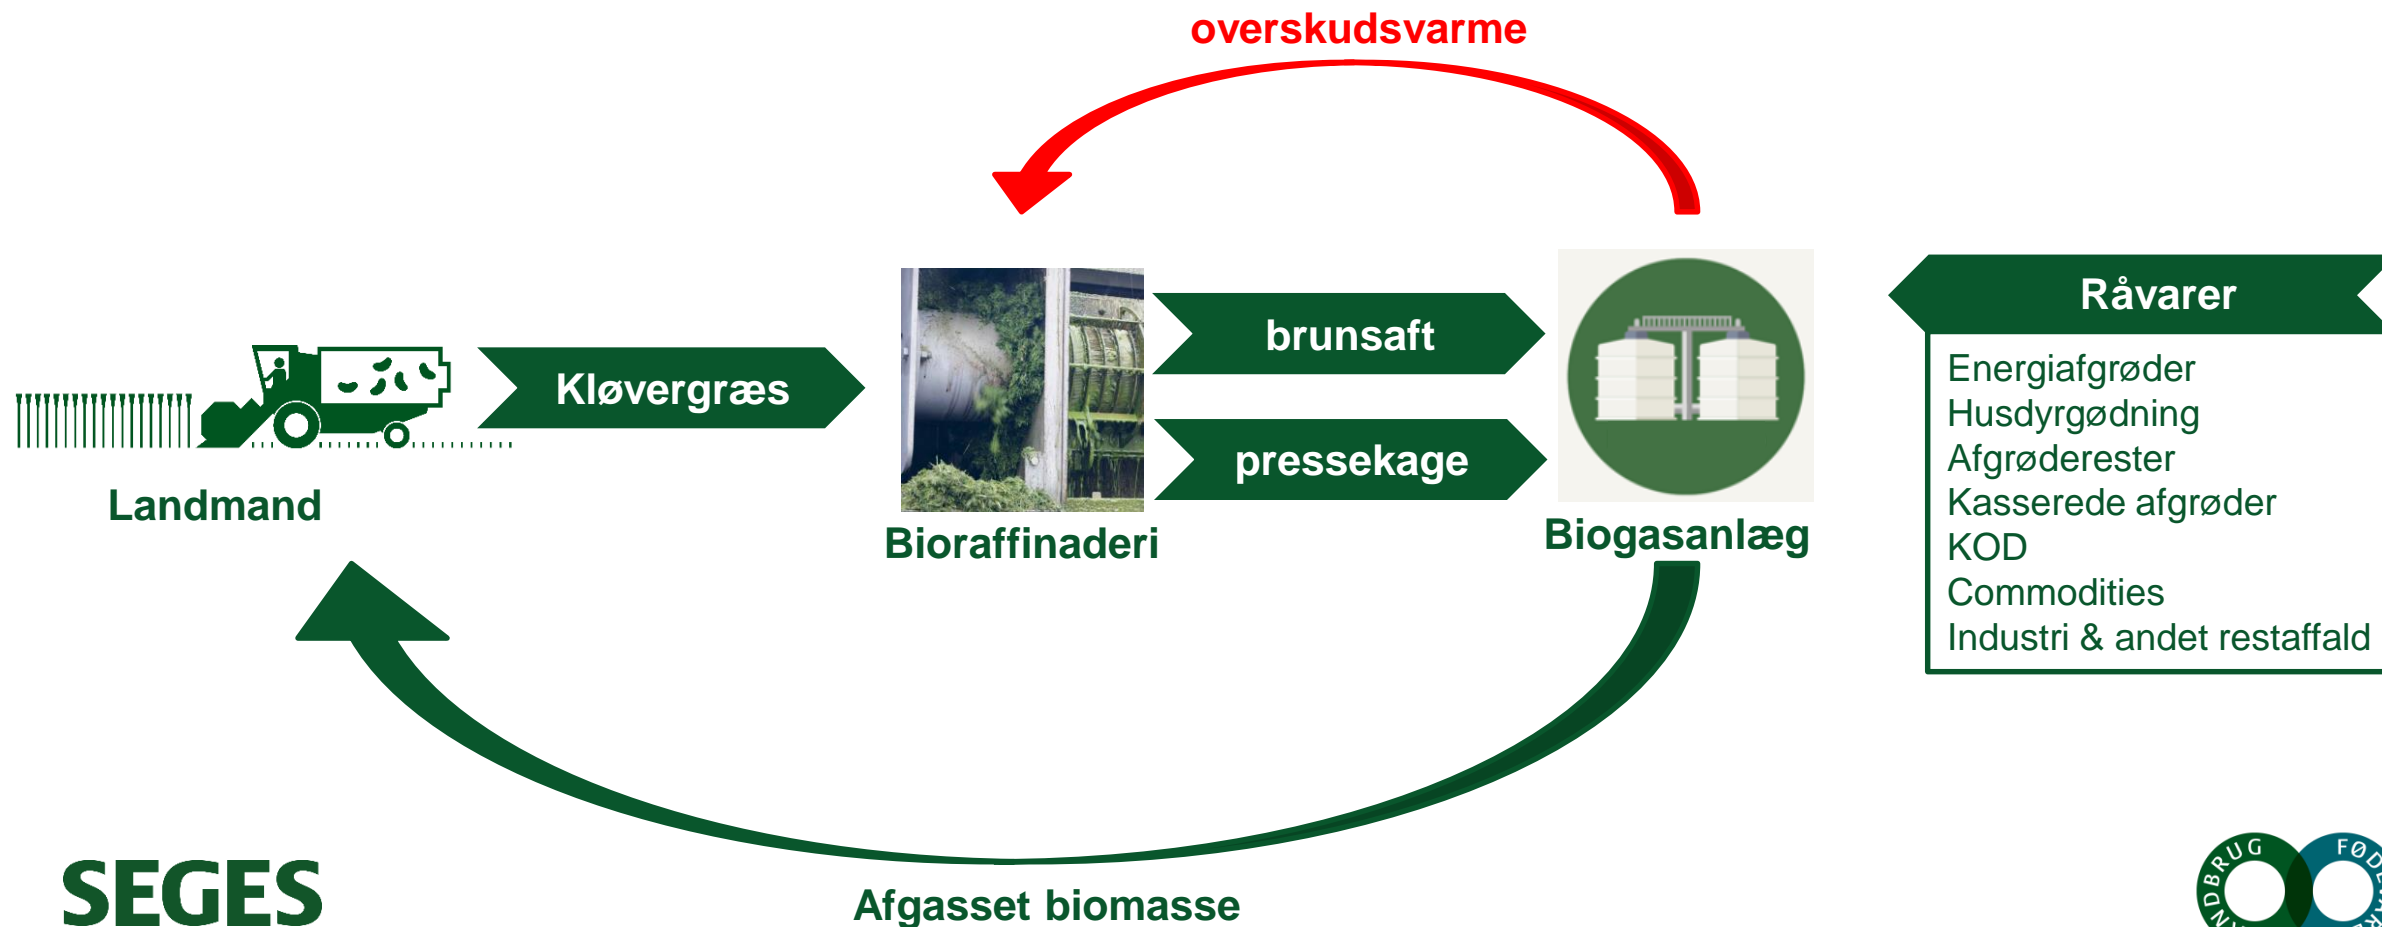 overskudsvarme
Kløvergræs
Landmand
Bioraffinaderi
brunsaft
pressekage
Biogasanlæg
Råvarer
Energiafgrøder
Husdyrgødning
Afgrøderester
Kasserede afgrøder
KOD
Commodities
Industri & andet restaffald
Afgasset biomasse
SEGES